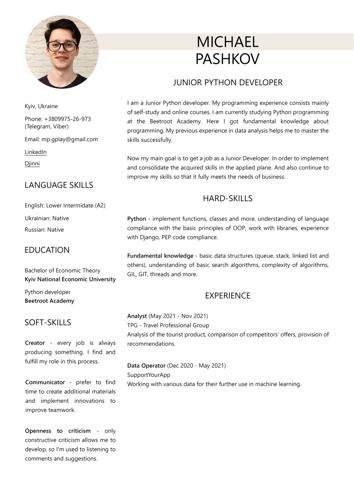 MICHAEL
PASHKOV
JUNIOR PYTHON DEVELOPER
Kyiv, Ukraine
Phone: +3809975-26-973
(Telegram, Viber)
Email: mp.gplay@gmail.com
LinkedIn
Djinni
LANGUAGE SKILLS
English: Lower Intermidate (A2)
Ukrainian: Native
Russian: Native
EDUCATION
Bachelor of Economic Theory
Kyiv National Economic University
Python developer
Beetroot Academy
SOFT-SKILLS
Creator - every job is always
producing something. I find and
fulfill my role in this process.
Communicator - prefer to find
time to create additional materials
and implement innovations to
improve teamwork.
Openness to criticism - only
constructive criticism allows me to
develop, so I'm used to listening to
comments and suggestions.
I am a Junior Python developer. My programming experience consists mainly
of self-study and online courses. I am currently studying Python programming
at the Beetroot Academy. Here I got fundamental knowledge about
programming. My previous experience in data analysis helps me to master the
skills successfully.
Now my main goal is to get a job as a Junior Developer. In order to implement
and consolidate the acquired skills in the applied plane. And also continue to
improve my skills so that it fully meets the needs of business.
HARD-SKILLS
Python - implement functions, classes and more, understanding of language
compliance with the basic principles of OOP, work with libraries, experience
with Django, PEP code compliance.
Fundamental knowledge - basic data structures (queue, stack, linked list and
others), understanding of basic search algorithms, complexity of algorithms,
GIL, GIT, threads and more.
EXPERIENCE
Analyst (May 2021 - Nov 2021)
TPG - Travel Professional Group
Analysis of the tourist product, comparison of competitors' offers, provision of
recommendations.
Data Operator (Dec 2020 - May 2021)
SupportYourApp
Working with various data for their further use in machine learning.